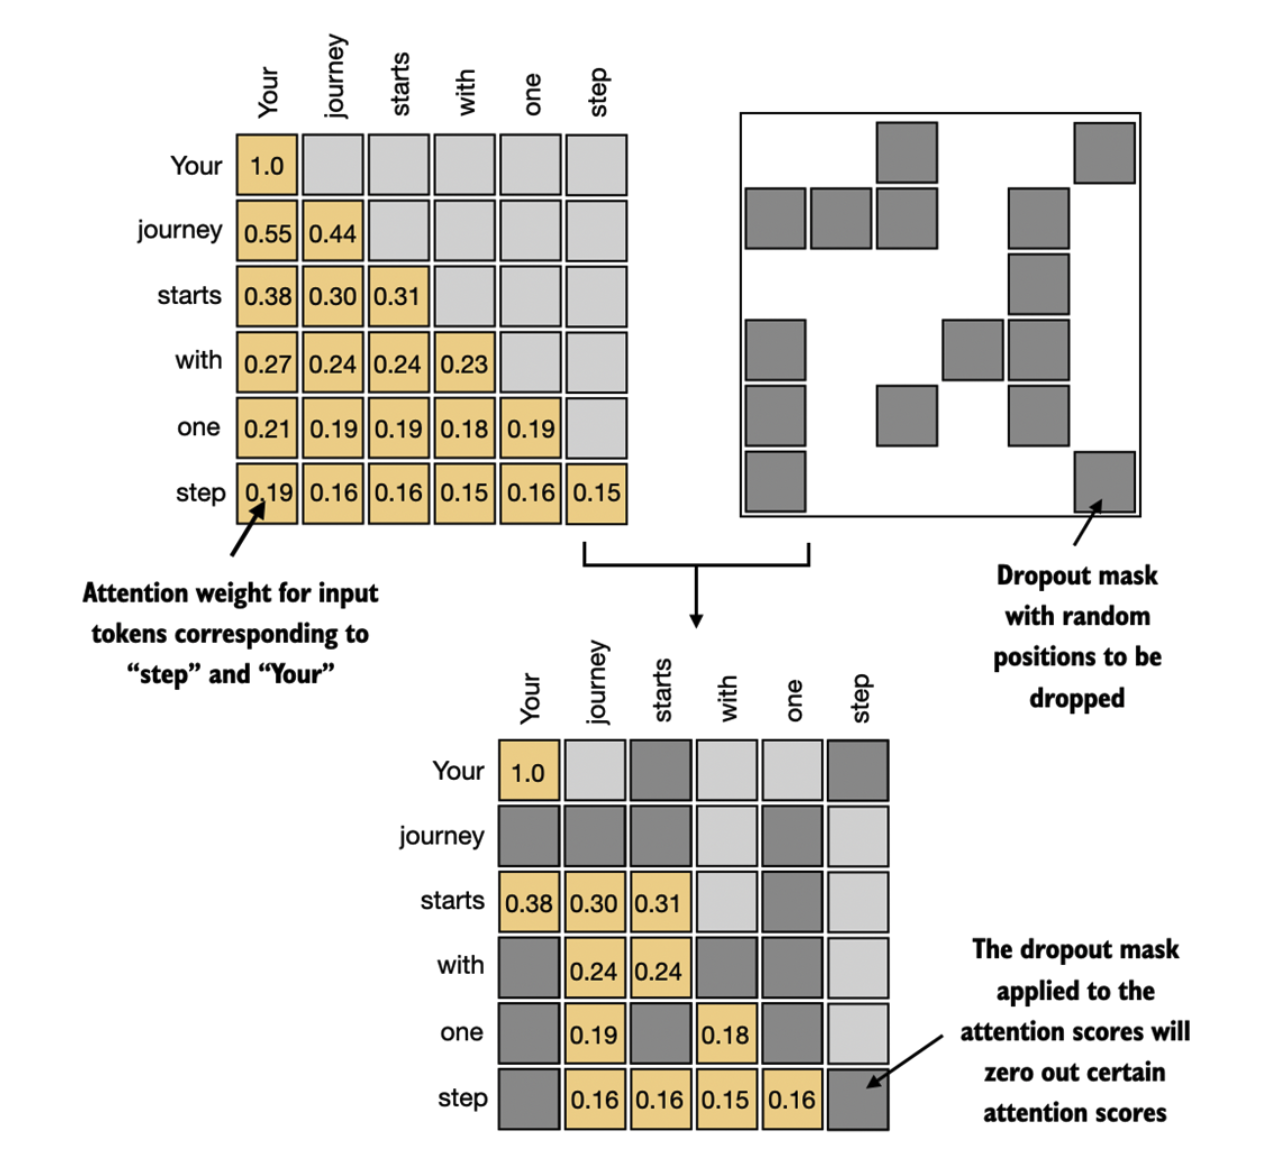 Your journey starts with one step
Your 1.0
journey 0.55 0.44
starts 0.38 0.30 0.31
with 0.27 0.24 0.24 0.23
one 0.21 0.19 0.19 0.18 0.19
step 0.19 0.16 0.16 0.15 0.16 0.15
Attention weight for input
tokens corresponding to
“step” and “Your”
Dropout mask
with random
positions to be
dropped
Your journey starts with one step
Your 1.0
journey
starts 0.38 0.30 0.31
with 0.24 0.24
one 0.19 0.18
step 0.16 0.16 0.15 0.16
The dropout mask
applied to the
attention scores will
zero out certain
attention scores